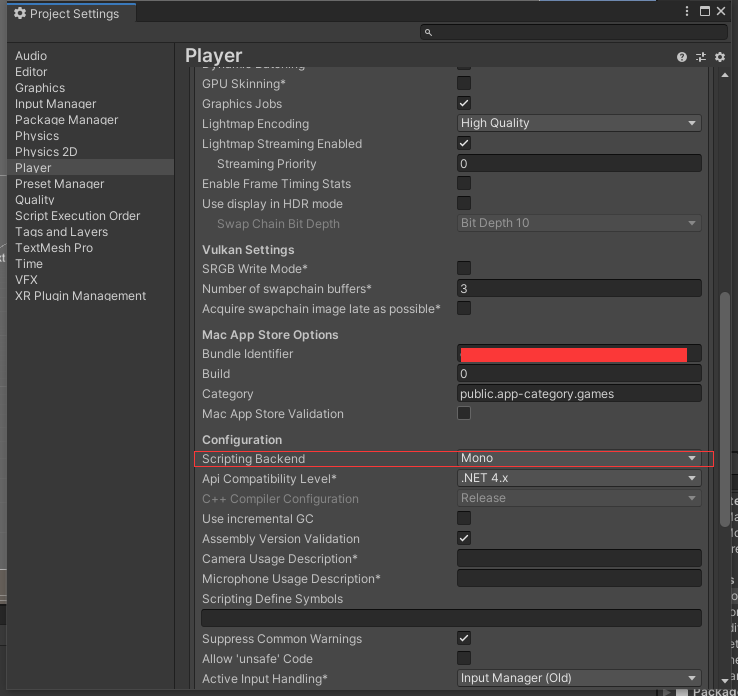 Project Settings
Audio
Editor
Graphics
Input Manager
Package Manager
Physics
Physics 2D
Player
Preset Manager
Quality
Script Execution Order
Tags and Layers
TextMesh Pro
Time
VFX
XR Plugin Management
Player
Dynamic Batching
GPU Skinning*
Graphics Jobs
Lightmap Encoding High Quality
Lightmap Streaming Enabled
Streaming Priority 0
Enable Frame Timing Stats
Use display in HDR mode
Swap Chain Bit Depth Bit Depth 10
Vulkan Settings
SRGB Write Mode*
Number of swapchain buffers* 3
Acquire swapchain image late as possible*
Mac App Store Options
Bundle Identifier
Build 0
Category public.app-category.games
Mac App Store Validation
Configuration
Scripting Backend Mono
Api Compatibility Level* .NET 4.x
C++ Compiler Configuration Release
Use incremental GC
Assembly Version Validation
Camera Usage Description*
Microphone Usage Description*
Scripting Define Symbols
Suppress Common Warnings
Allow 'unsafe' Code
Active Input Handling* Input Manager (Old)
Packag